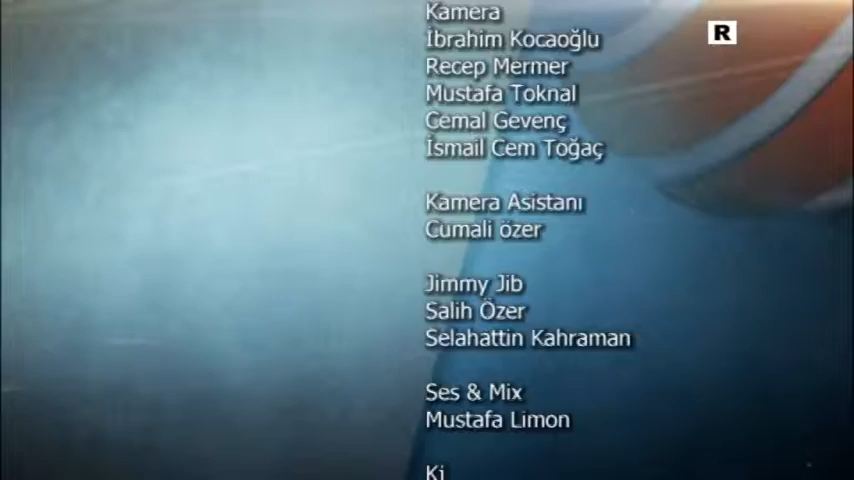 Kamera
İbrahim Kocaoğlu
Recep Mermer
Mustafa Toknal
Cemal Gevenç
İsmail Cem Toğaç
Kamera Asistanı
Cumali özer
Jimmy Jib
Salih Özer
Selahattin Kahraman
Ses & Mix
Mustafa Limon
Kj
R